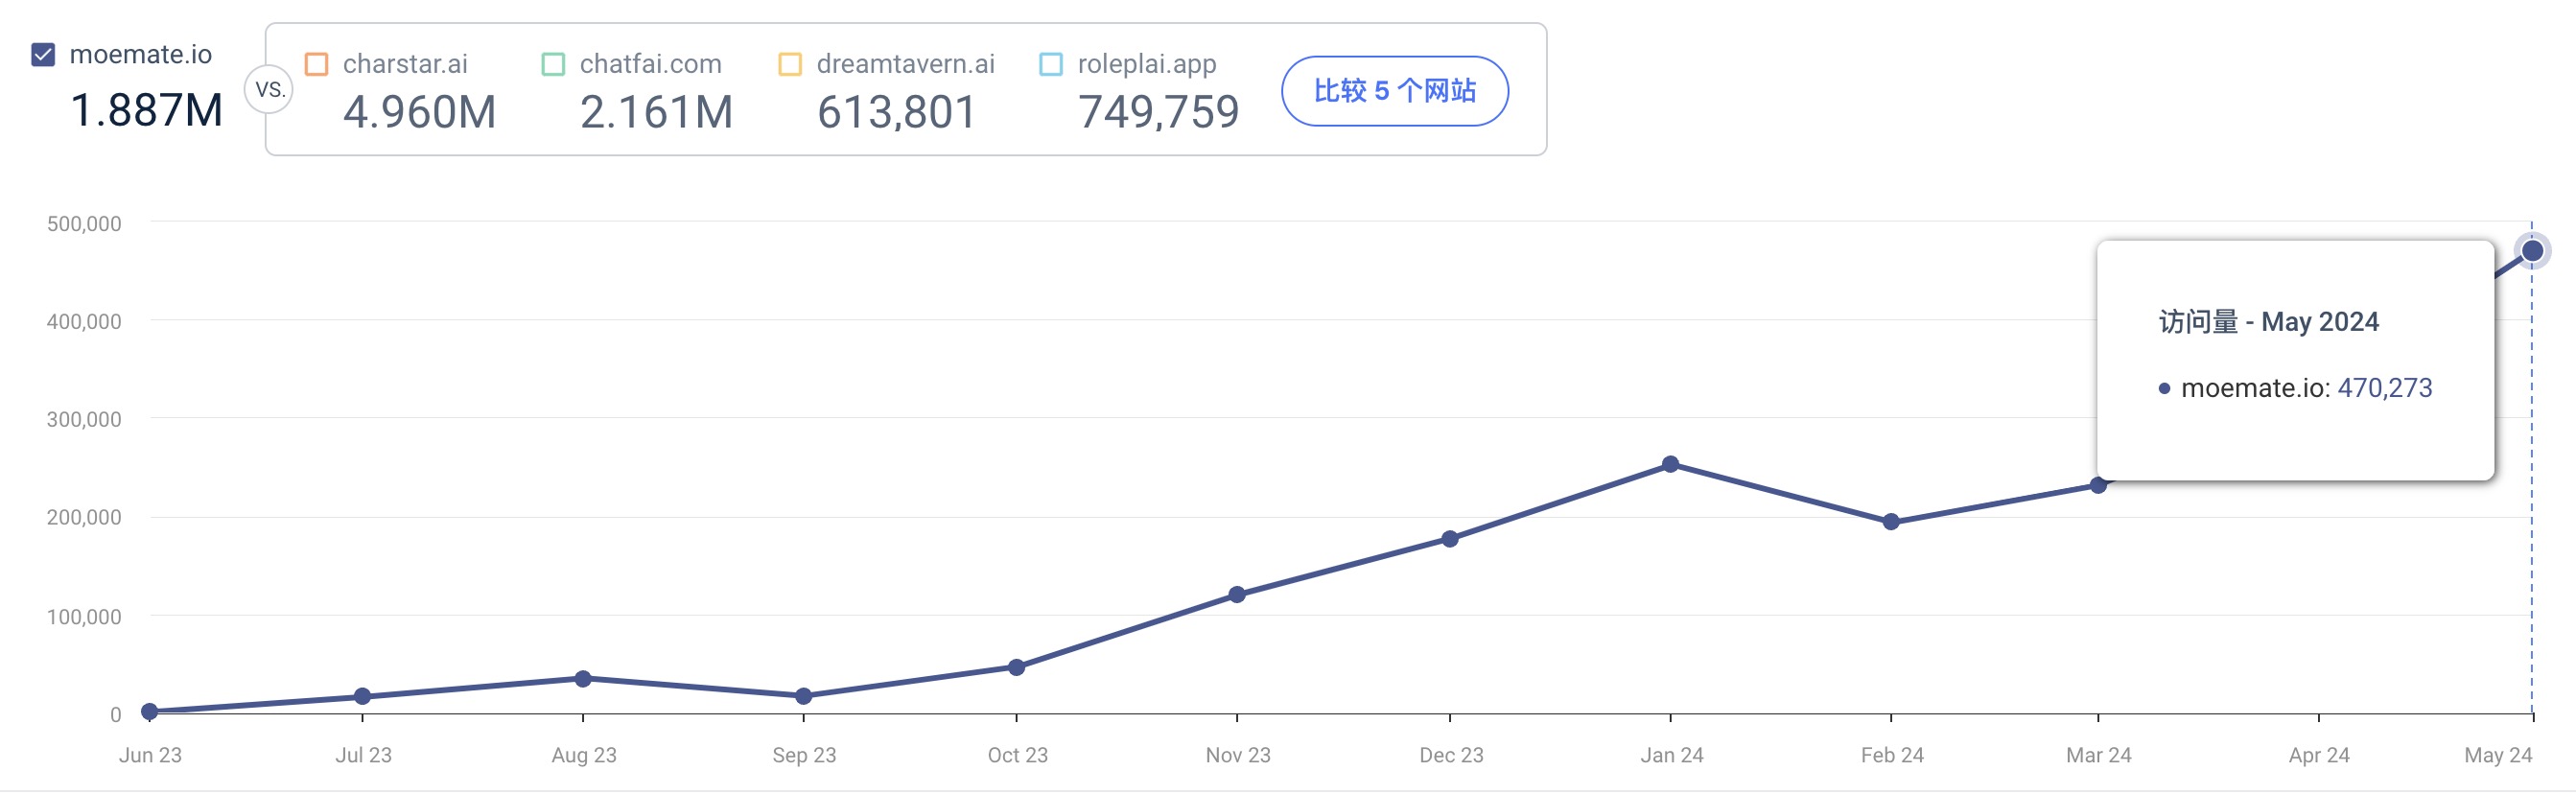 moemate.io
1.887M
VS.
charstar.ai
4.960M
chatfai.com
2.161M
dreamtavern.ai
613,801
roleplai.app
749,759
比较 5 个网站
500,000
400,000
300,000
200,000
100,000
0
访问量 - May 2024
moemate.io: 470,273
Jun 23
Jul 23
Aug 23
Sep 23
Oct 23
Nov 23
Dec 23
Jan 24
Feb 24
Mar 24
Apr 24
May 24